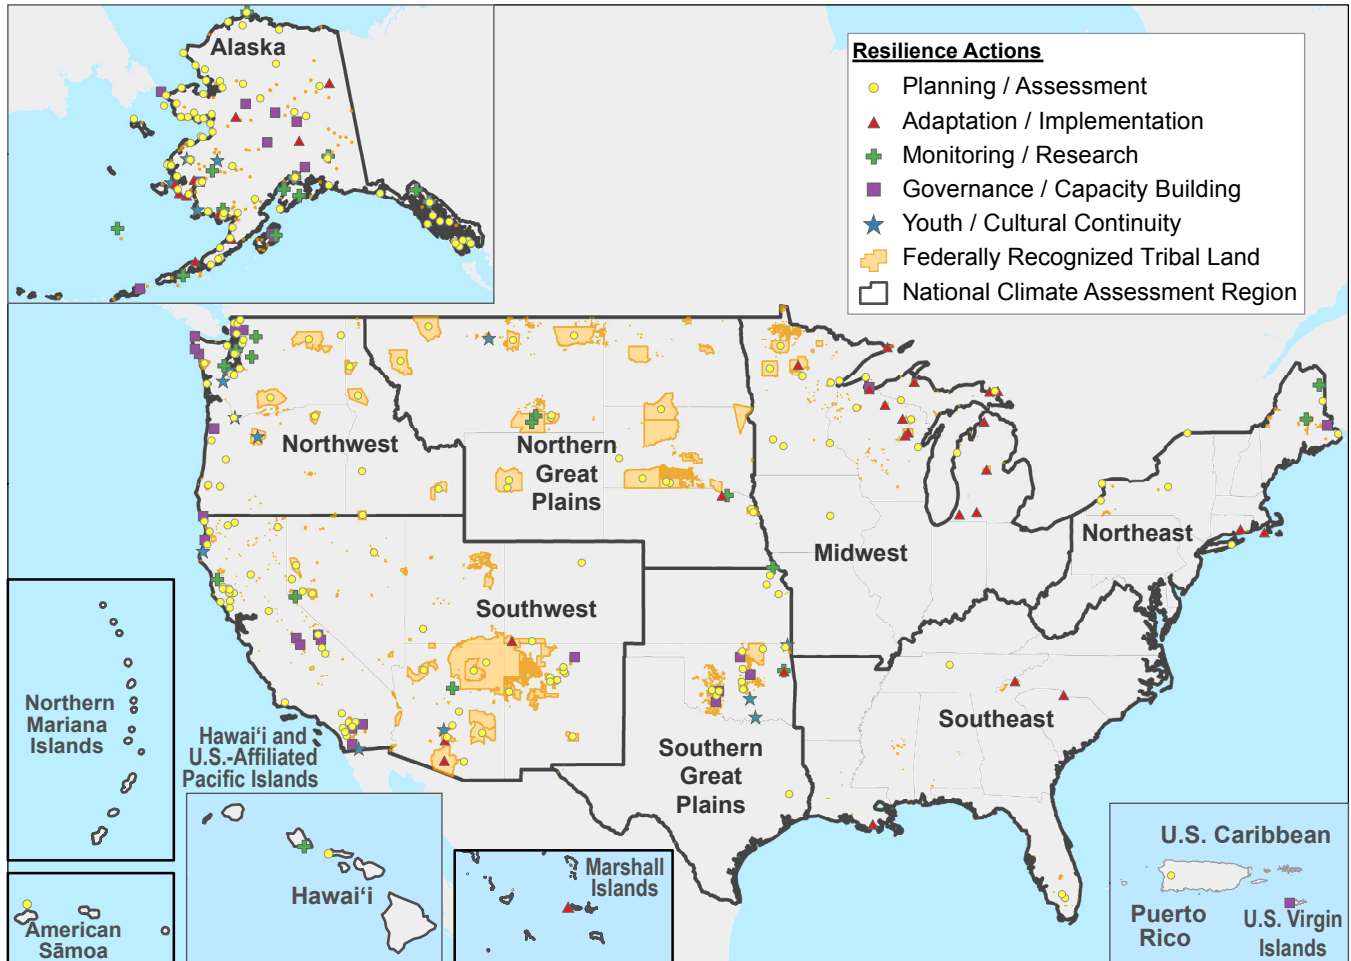 Alaska
Resilience Actions
Planning / Assessment
Adaptation / Implementation
Monitoring / Research
Governance / Capacity Building
Youth / Cultural Continuity
Federally Recognized Tribal Land
National Climate Assessment Region
Northwest
Northern
Great
Plains
Midwest
Northeast
Southwest
Southeast
Southern
Great
Plains
Northern
Mariana
Islands
Hawaiʻi and
U.S.-Affiliated
Pacific Islands
Hawaiʻi
American
Sāmoa
Marshall
Islands
U.S. Caribbean
Puerto
Rico
U.S. Virgin
Islands